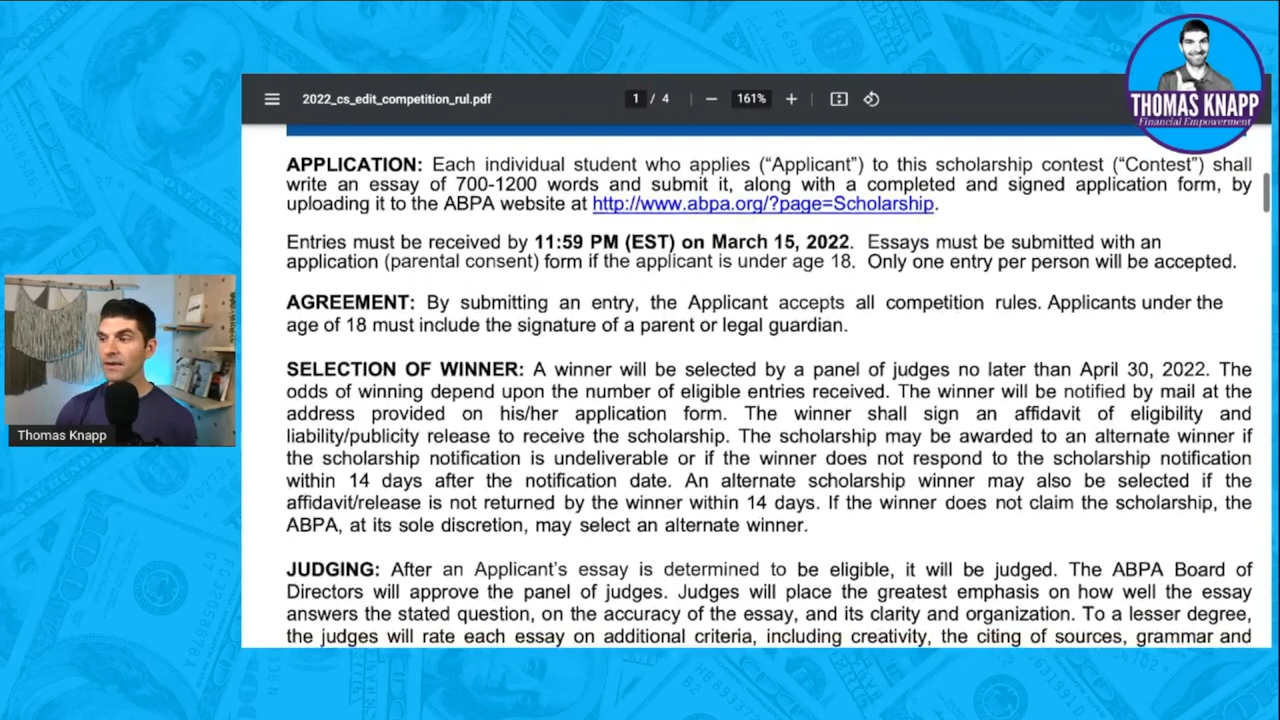 THOMAS KNAPP
Financial Empowerment
2022_cs_edit_competition_rul.pdf
1 / 4
161%
APPLICATION: Each individual student who applies (“Applicant”) to this scholarship contest (“Contest”) shall
write an essay of 700-1200 words and submit it, along with a completed and signed application form, by
uploading it to the ABPA website at http://www.abpa.org/?page=Scholarship.
Entries must be received by 11:59 PM (EST) on March 15, 2022. Essays must be submitted with an
application (parental consent) form if the applicant is under age 18. Only one entry per person will be accepted.
AGREEMENT: By submitting an entry, the Applicant accepts all competition rules. Applicants under the
age of 18 must include the signature of a parent or legal guardian.
SELECTION OF WINNER: A winner will be selected by a panel of judges no later than April 30, 2022. The
odds of winning depend upon the number of eligible entries received. The winner will be notified by mail at the
address provided on his/her application form. The winner shall sign an affidavit of eligibility and
liability/publicity release to receive the scholarship. The scholarship may be awarded to an alternate winner if
the scholarship notification is undeliverable or if the winner does not respond to the scholarship notification
within 14 days after the notification date. An alternate scholarship winner may also be selected if the
affidavit/release is not returned by the winner within 14 days. If the winner does not claim the scholarship, the
ABPA, at its sole discretion, may select an alternate winner.
JUDGING: After an Applicant’s essay is determined to be eligible, it will be judged. The ABPA Board of
Directors will approve the panel of judges. Judges will place the greatest emphasis on how well the essay
answers the stated question, on the accuracy of the essay, and its clarity and organization. To a lesser degree,
the judges will rate each essay on additional criteria, including creativity, the citing of sources, grammar and
Thomas Knapp